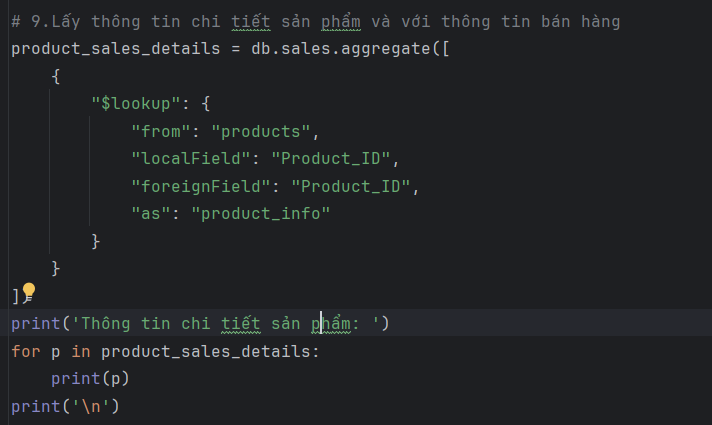 # 9.Lấy thông tin chi tiết sản phẩm và với thông tin bán hàng
product_sales_details = db.sales.aggregate([
    {
        "$lookup": {
            "from": "products",
            "localField": "Product_ID",
            "foreignField": "Product_ID",
            "as": "product_info"
        }
    }
])
print('Thông tin chi tiết sản phẩm: ')
for p in product_sales_details:
    print(p)
print('\n')